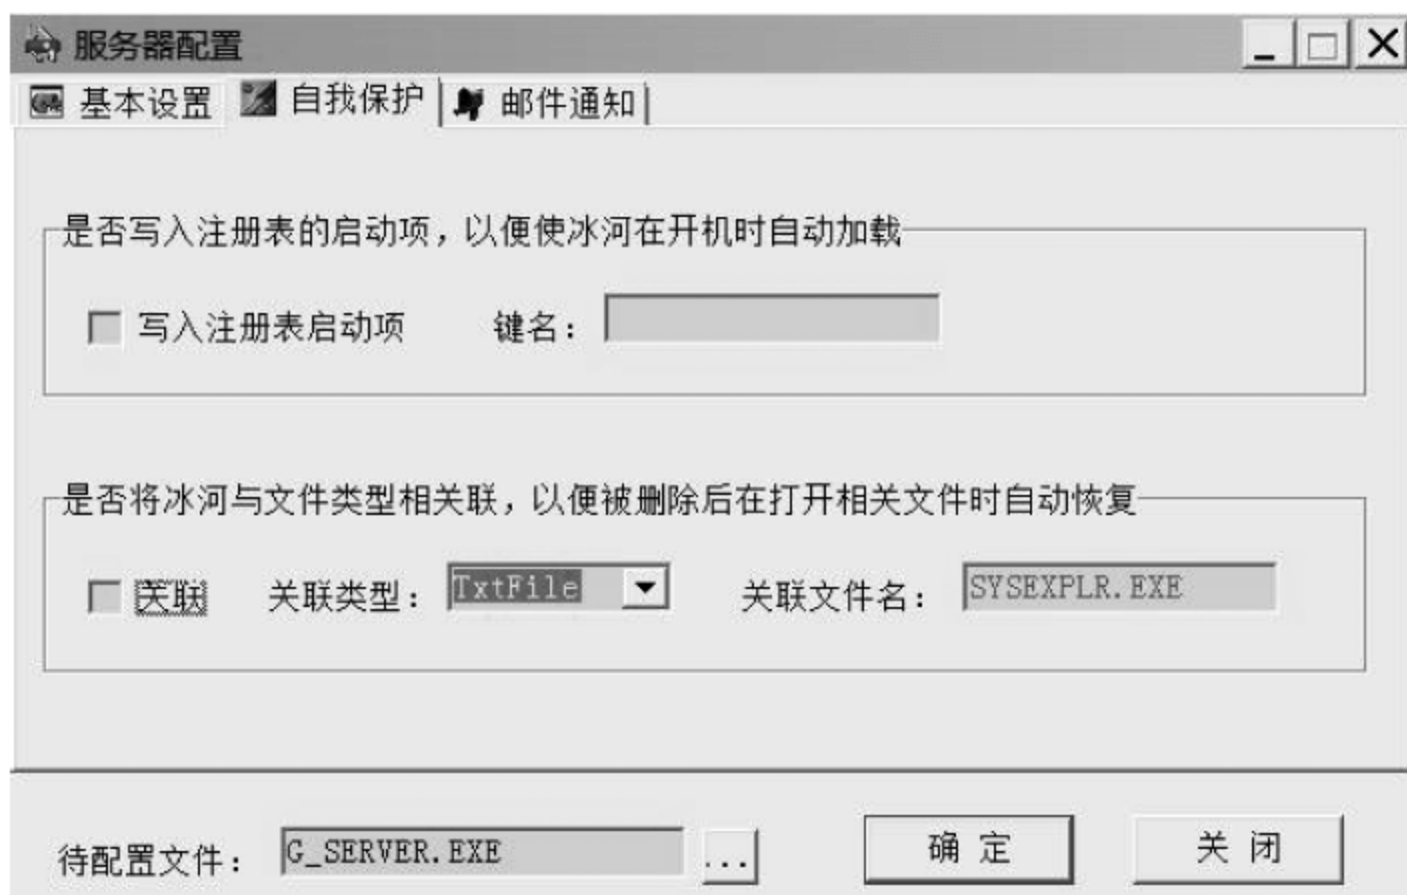 服务器配置
基本设置 自我保护 邮件通知
是否写入注册表的启动项，以便使冰河在开机时自动加载
写入注册表启动项 键名：
是否将冰河与文件类型相关联，以便被删除后在打开相关文件时自动恢复
关联 关联类型： TxtFile 关联文件名： SYSEXPLR.EXE
待配置文件： G_SERVER.EXE ... 确 定 关 闭